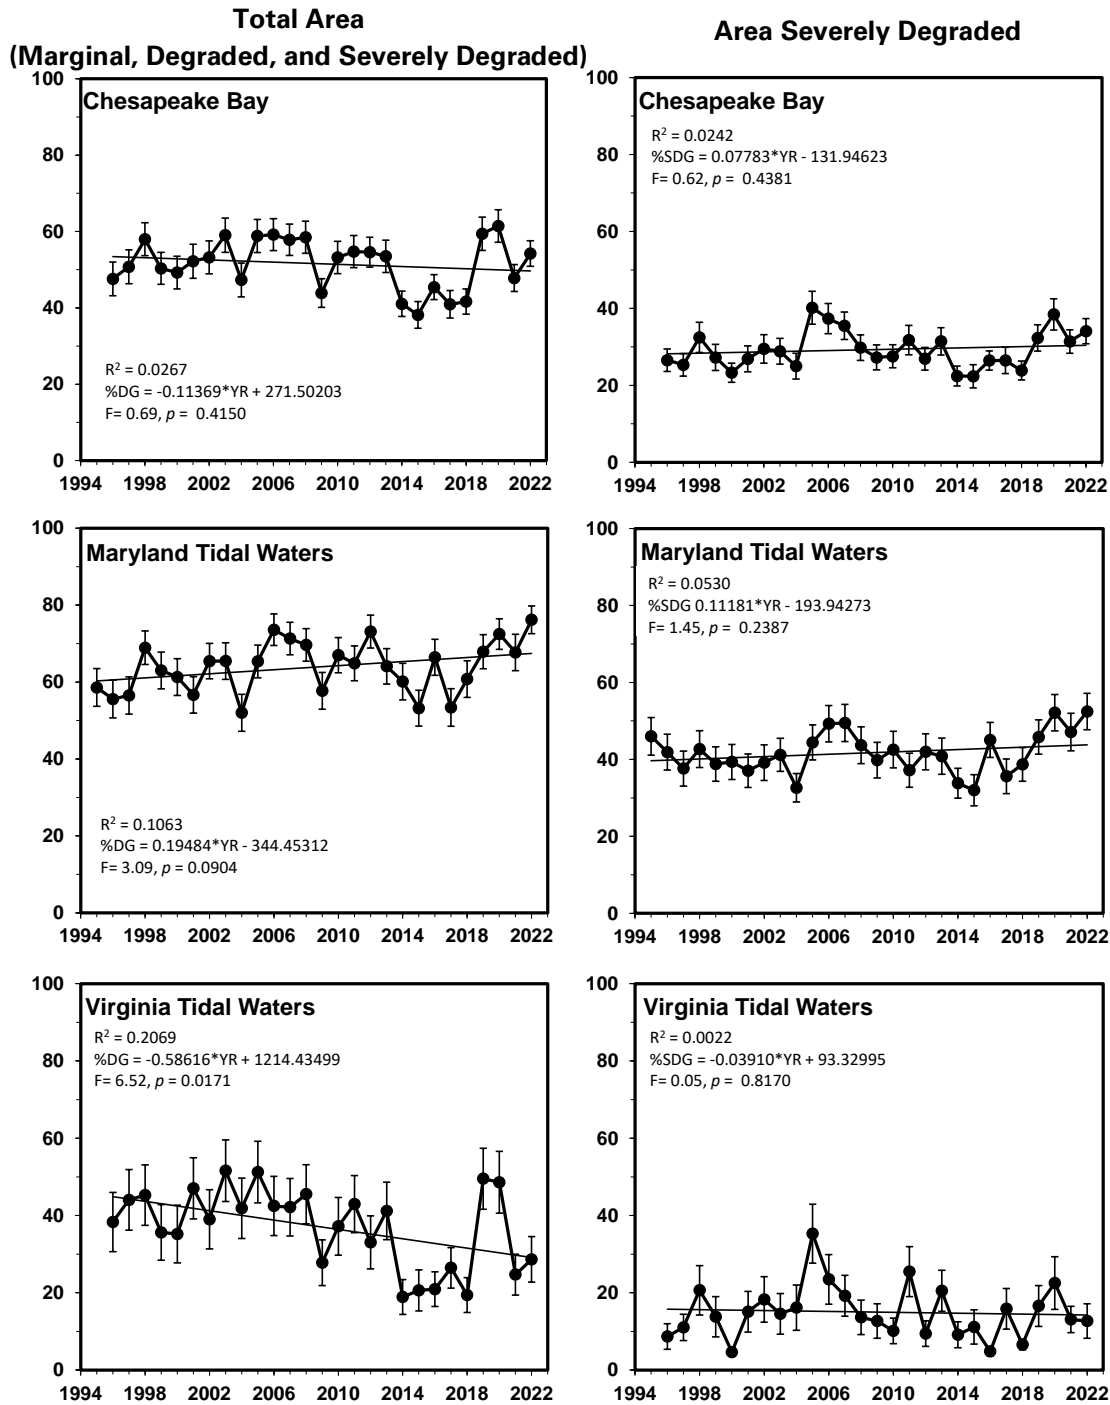 Total Area
(Marginal, Degraded, and Severely Degraded)
Area Severely Degraded
100
80
60
40
20
0
Chesapeake Bay
R² = 0.0267
%DG = -0.11369*YR + 271.50203
F= 0.69, p = 0.4150
1994 1998 2002 2006 2010 2014 2018 2022
100
80
60
40
20
0
Chesapeake Bay
R² = 0.0242
%SDG = 0.07783*YR - 131.94623
F= 0.62, p = 0.4381
1994 1998 2002 2006 2010 2014 2018 2022
100
80
60
40
20
0
Maryland Tidal Waters
R² = 0.1063
%DG = 0.19484*YR - 344.45312
F= 3.09, p = 0.0904
1994 1998 2002 2006 2010 2014 2018 2022
100
80
60
40
20
0
Maryland Tidal Waters
R² = 0.0530
%SDG 0.11181*YR - 193.94273
F= 1.45, p = 0.2387
1994 1998 2002 2006 2010 2014 2018 2022
100
80
60
40
20
0
Virginia Tidal Waters
R² = 0.2069
%DG = -0.58616*YR + 1214.43499
F= 6.52, p = 0.0171
1994 1998 2002 2006 2010 2014 2018 2022
100
80
60
40
20
0
Virginia Tidal Waters
R² = 0.0022
%SDG = -0.03910*YR + 93.32995
F= 0.05, p = 0.8170
1994 1998 2002 2006 2010 2014 2018 2022